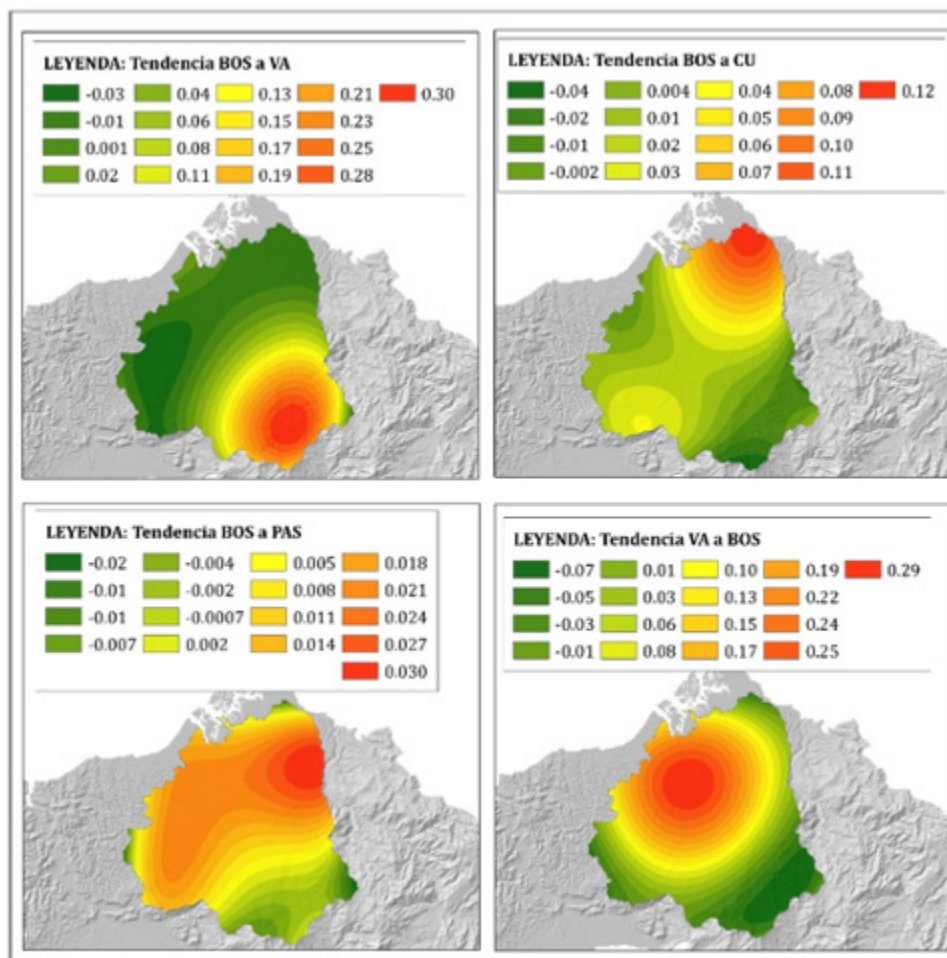 LEYENDA: Tendencia BOS a VA
-0.03 0.04 0.13 0.21 0.30
-0.01 0.06 0.15 0.23
0.001 0.08 0.17 0.25
0.02 0.11 0.19 0.28
LEYENDA: Tendencia BOS a CU
-0.04 0.004 0.04 0.08 0.12
-0.02 0.01 0.05 0.09
-0.01 0.02 0.06 0.10
-0.002 0.03 0.07 0.11
LEYENDA: Tendencia BOS a PAS
-0.02 -0.004 0.005 0.018
-0.01 -0.002 0.008 0.021
-0.01 -0.0007 0.011 0.024
-0.007 0.002 0.014 0.027
0.030
LEYENDA: Tendencia VA a BOS
-0.07 0.01 0.10 0.19 0.29
-0.05 0.03 0.13 0.22
-0.03 0.06 0.15 0.24
-0.01 0.08 0.17 0.25